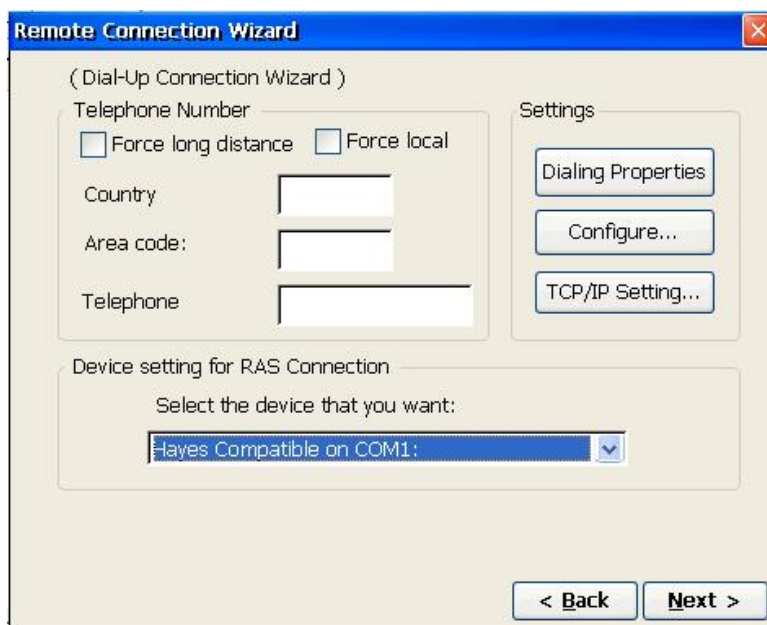 Remote Connection Wizard
( Dial-Up Connection Wizard )
Telephone Number
Force long distance
Force local
Country
Area code:
Telephone
Settings
Dialing Properties
Configure...
TCP/IP Setting...
Device setting for RAS Connection
Select the device that you want:
Hayes Compatible on COM1:
< Back
Next >